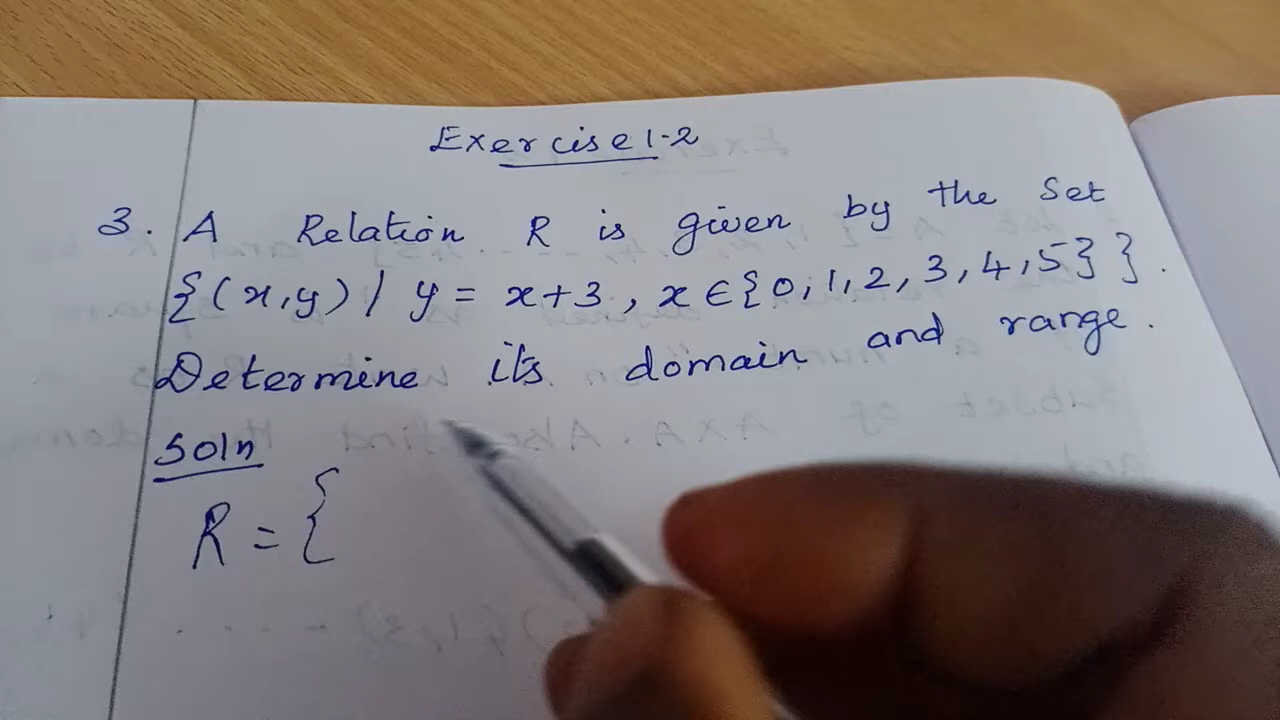 Exercise 1.2
3. A Relation R is given by the Set
{(x,y) / y = x+3, x ∈ {0,1,2,3,4,5} }.
Determine its domain and range.
Soln
R = {